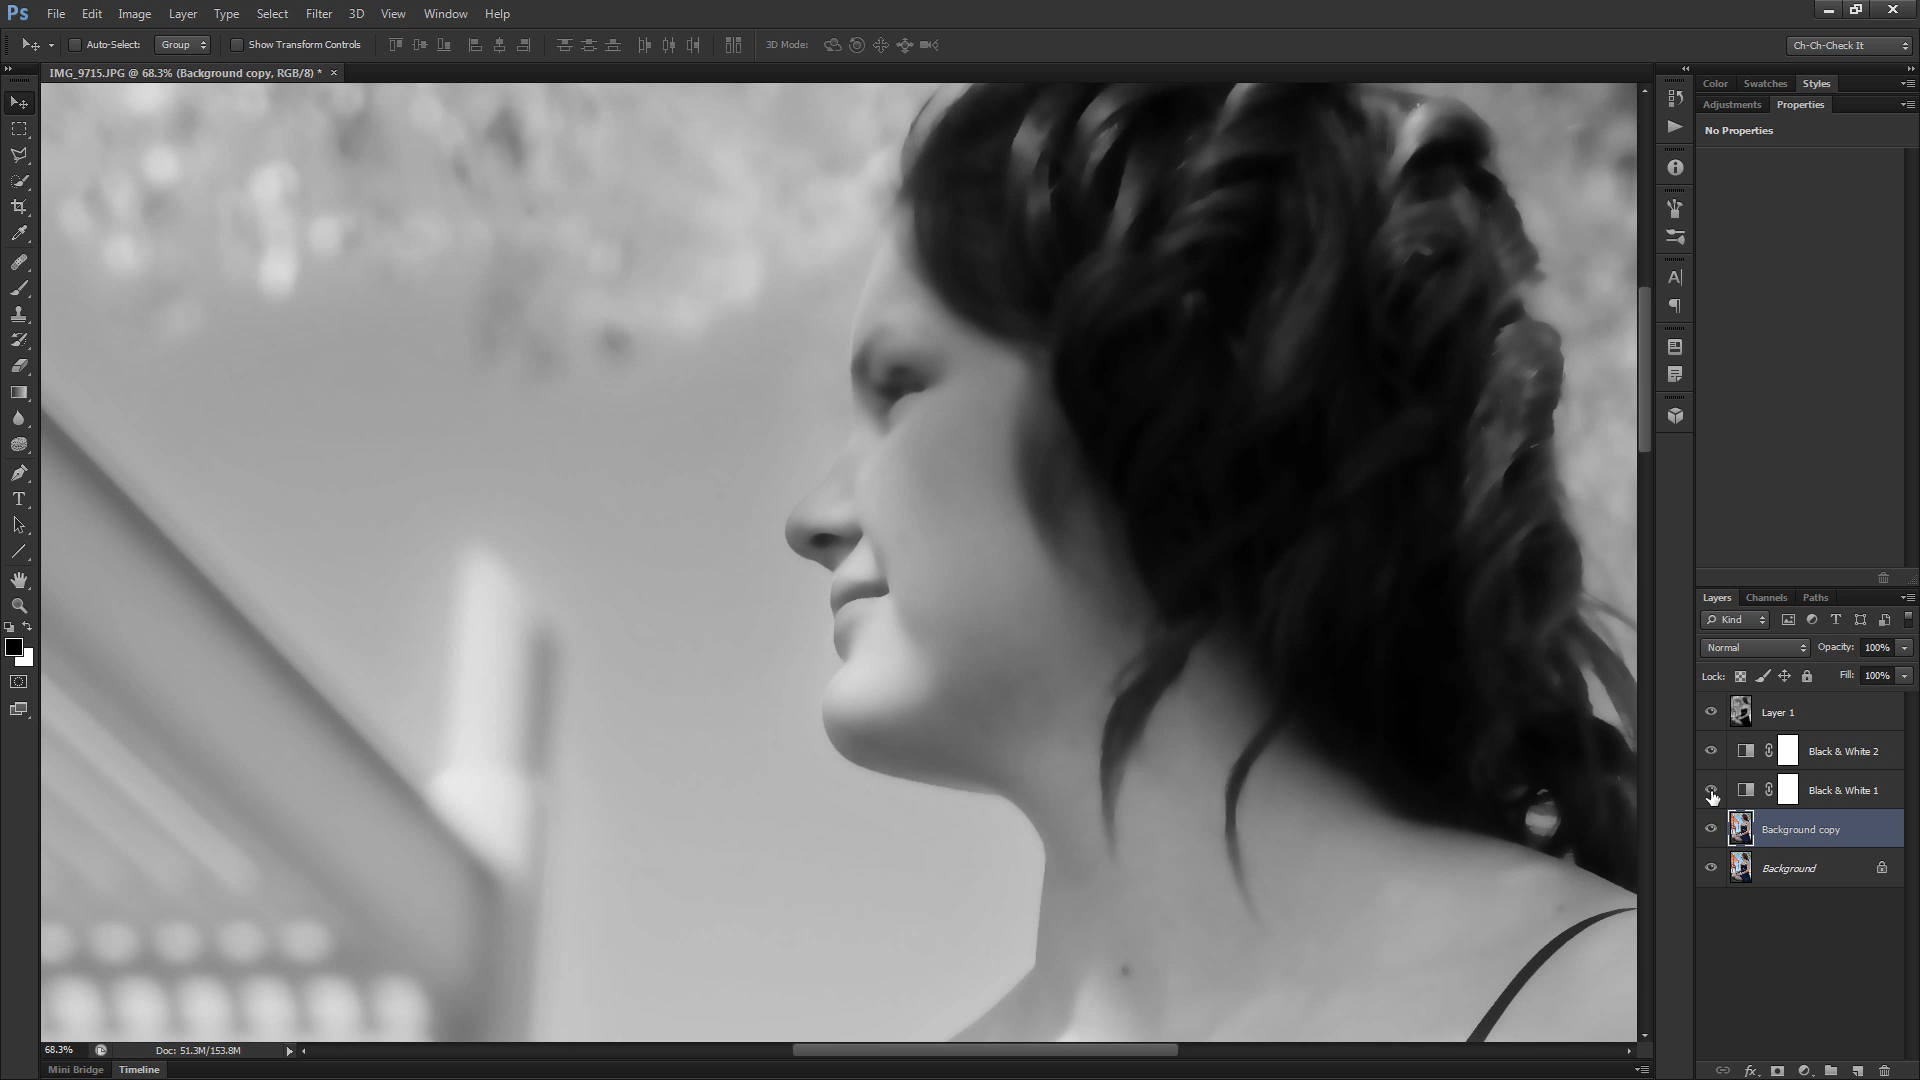 Ps File Edit Image Layer Type Select Filter 3D View Window Help
Auto-Select: Group Show Transform Controls 3D Mode: Ch-Ch-Check It
IMG_9715.JPG @ 68.3% (Background copy, RGB/8) * ×
Color Swatches Styles
Adjustments Properties
No Properties
Layers Channels Paths
Kind
Normal Opacity: 100%
Lock: Fill: 100%
Layer 1
Black & White 2
Black & White 1
Background copy
Background
68.3% Doc: 51.3M/153.8M
Mini Bridge Timeline